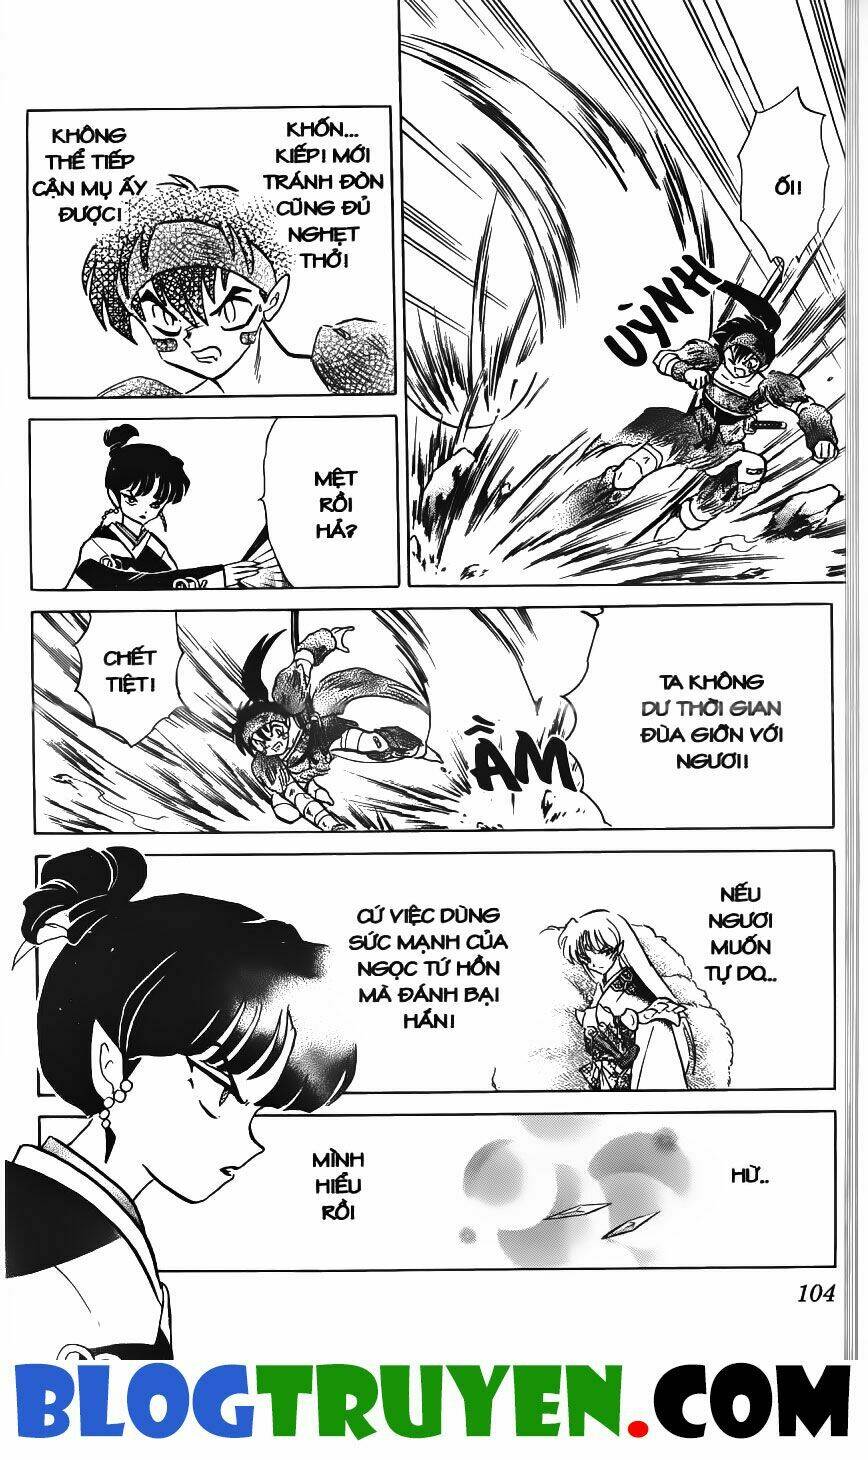 ỐI!
UỲNH
KHỐN...
KIẾP! MỚI
TRÁNH ĐÒN
CŨNG ĐỦ
NGHẸT
THỞ!
KHÔNG
THỂ TIẾP
CẬN MỤ ẤY
ĐƯỢC!
MỆT
RỒI
HẢ?
TA KHÔNG
DƯ THỜI GIAN
ĐÙA GIỠN VỚI
NGƯƠI!
ẦM
CHẾT
TIỆT!
NẾU
NGƯƠI
MUỐN
TỰ DO...
CỨ VIỆC DÙNG
SỨC MẠNH CỦA
NGỌC TỨ HỒN
MÀ ĐÁNH BẠI
HẮN!
HỪ..
MÌNH
HIỂU
RỒI
104
BLOGTRUYEN.COM